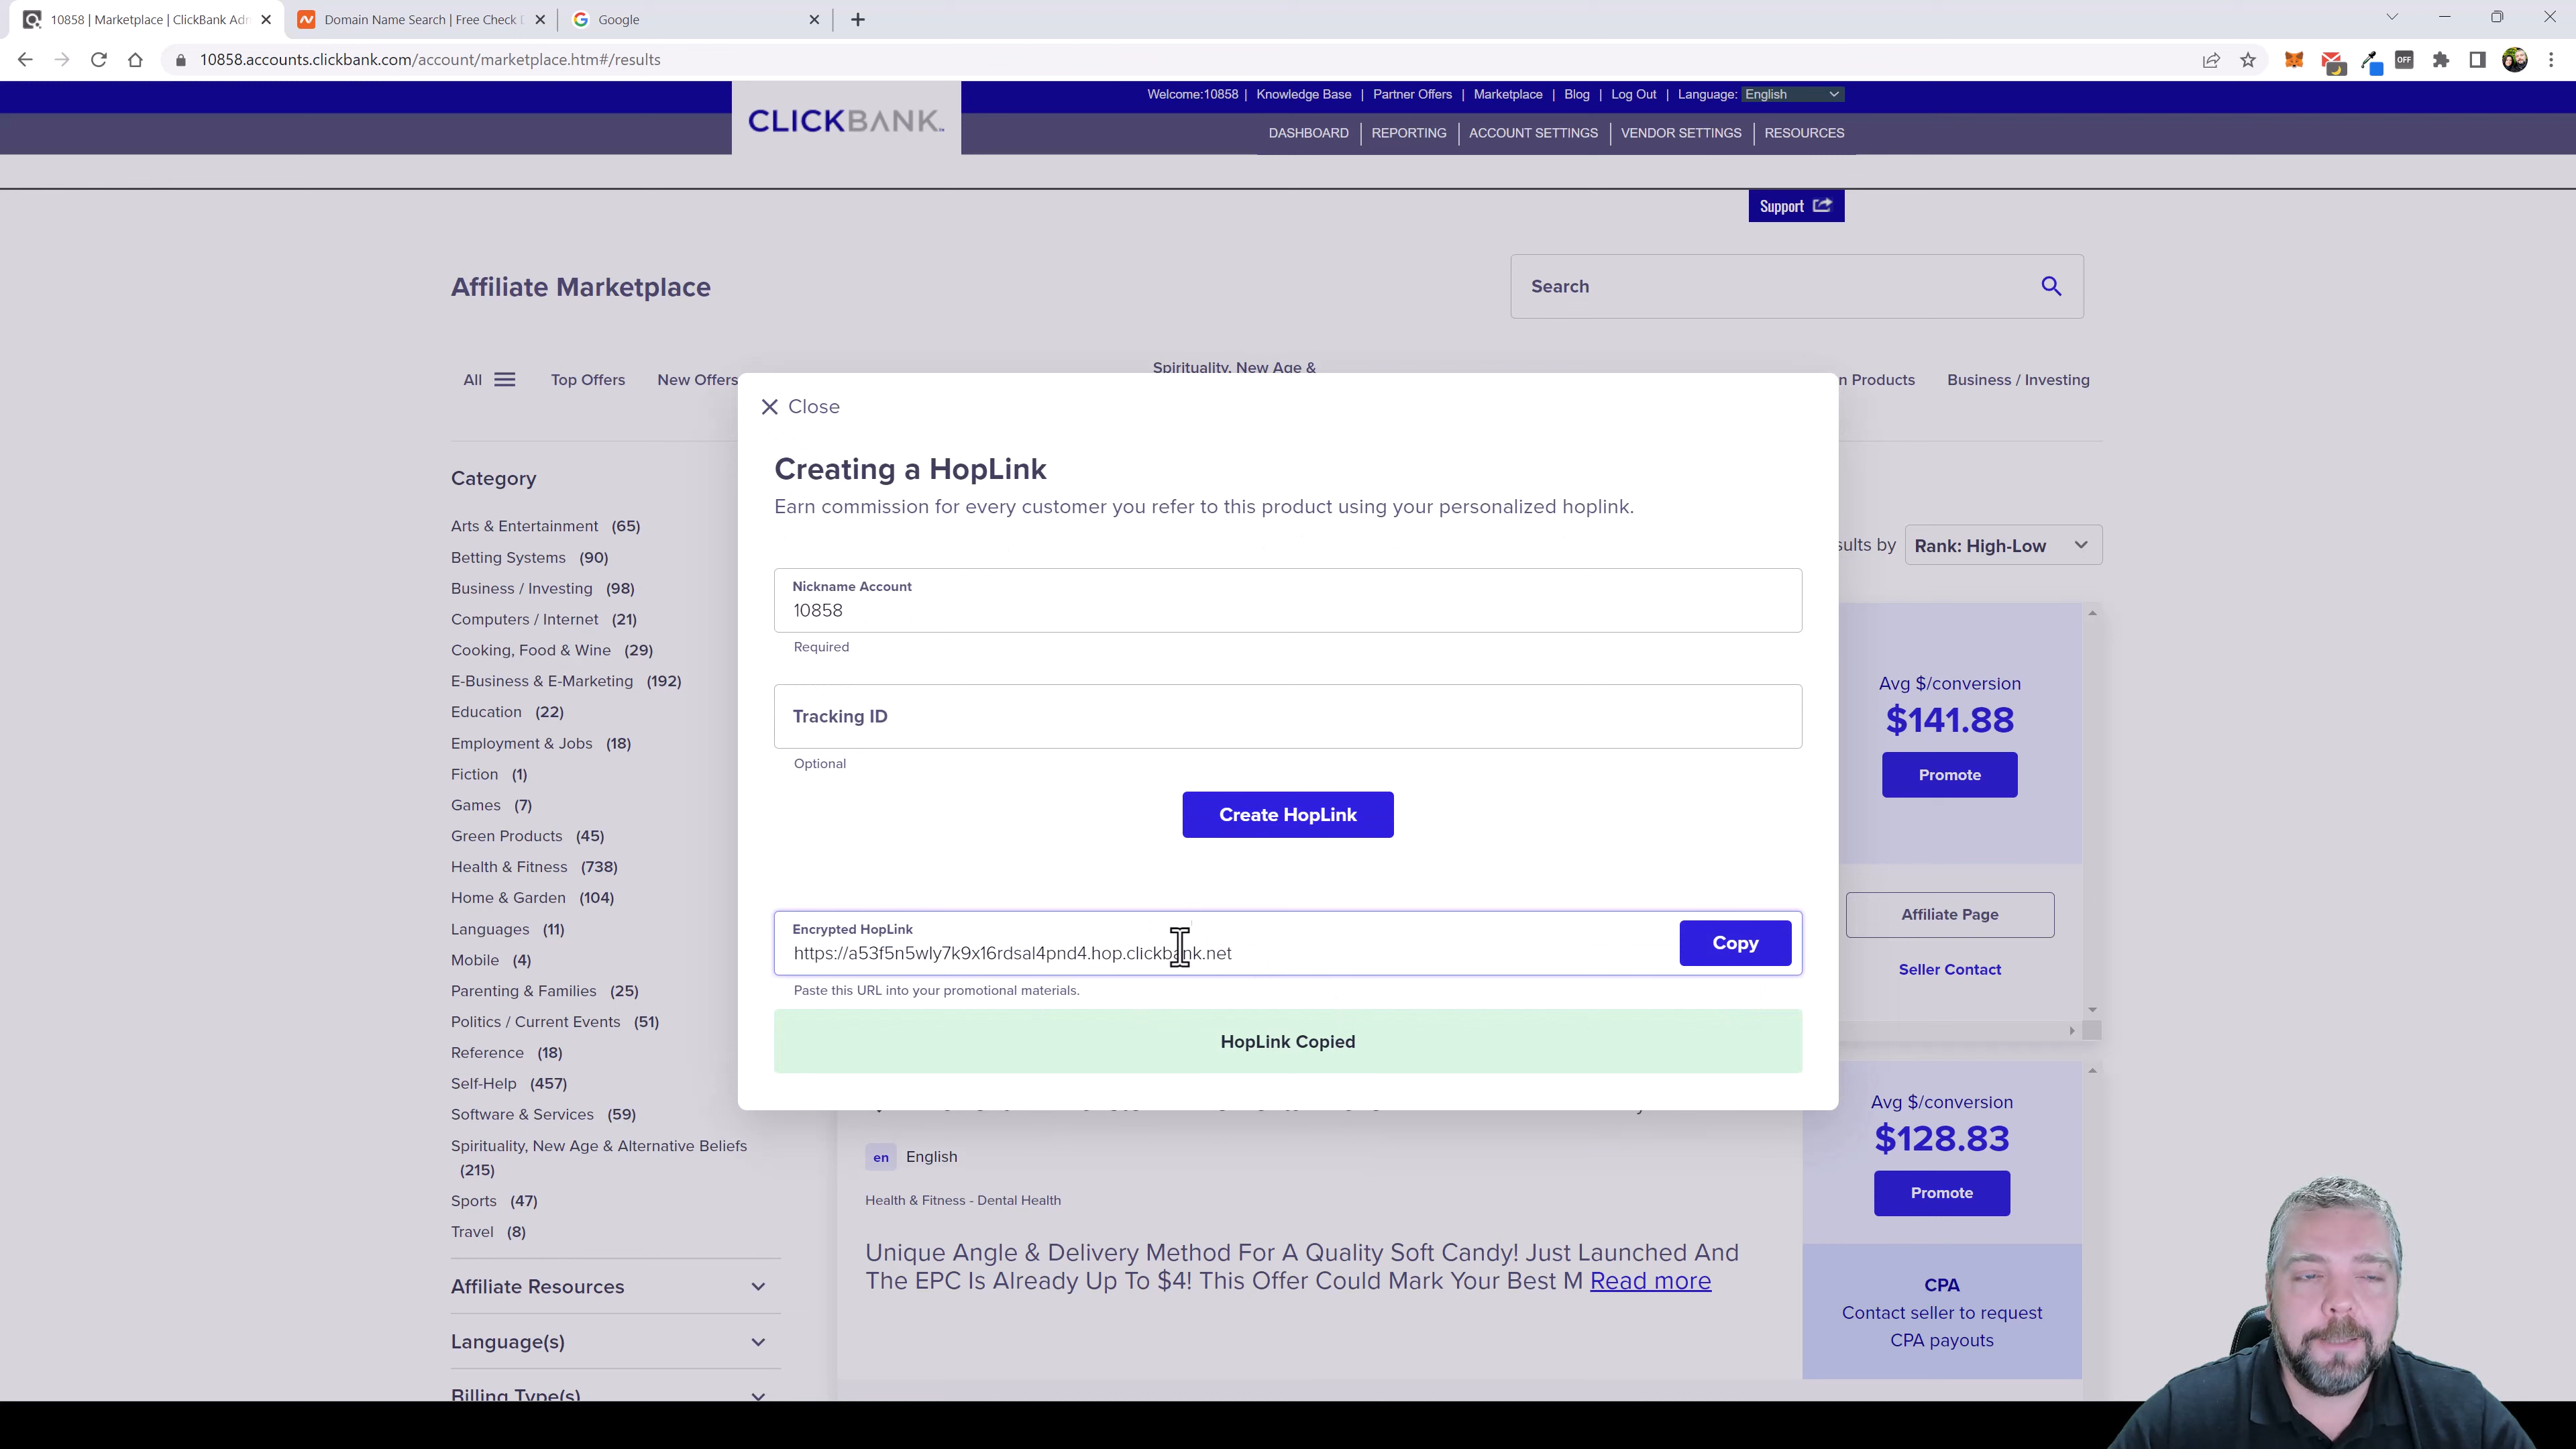 10858 | Marketplace | ClickBank Adm
Domain Name Search | Free Check D
Google
10858.accounts.clickbank.com/account/marketplace.htm#/results
OFF
Welcome:10858 | Knowledge Base | Partner Offers | Marketplace | Blog | Log Out | Language: English
CLICKBANK
DASHBOARD | REPORTING | ACCOUNT SETTINGS | VENDOR SETTINGS | RESOURCES
Support
Affiliate Marketplace
Search
All
Top Offers
New Offers
Spirituality, New Age &
n Products
Business / Investing
Close
Creating a HopLink
Earn commission for every customer you refer to this product using your personalized hoplink.
Nickname Account
10858
Required
Tracking ID
Optional
Create HopLink
Encrypted HopLink
https://a53f5n5wly7k9x16rdsal4pnd4.hop.clickbank.net
Copy
Paste this URL into your promotional materials.
HopLink Copied
Category
Arts & Entertainment (65)
Betting Systems (90)
Business / Investing (98)
Computers / Internet (21)
Cooking, Food & Wine (29)
E-Business & E-Marketing (192)
Education (22)
Employment & Jobs (18)
Fiction (1)
Games (7)
Green Products (45)
Health & Fitness (738)
Home & Garden (104)
Languages (11)
Mobile (4)
Parenting & Families (25)
Politics / Current Events (51)
Reference (18)
Self-Help (457)
Software & Services (59)
Spirituality, New Age & Alternative Beliefs
(215)
Sports (47)
Travel (8)
Affiliate Resources
Language(s)
Billing Type(s)
sults by
Rank: High-Low
Avg $/conversion
$141.88
Promote
Affiliate Page
Seller Contact
en English
Health & Fitness - Dental Health
Unique Angle & Delivery Method For A Quality Soft Candy! Just Launched And
The EPC Is Already Up To $4! This Offer Could Mark Your Best M Read more
Avg $/conversion
$128.83
Promote
CPA
Contact seller to request
CPA payouts